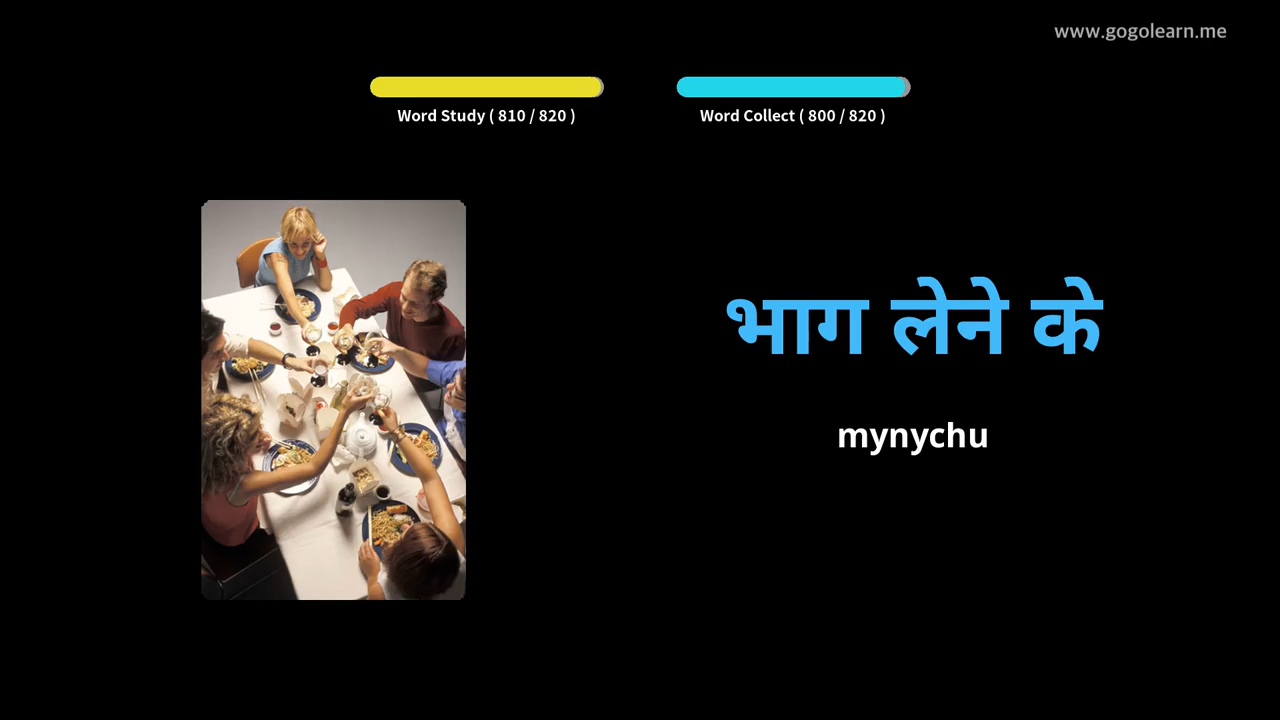 www.gogolearn.me
Word Study ( 810 / 820 )
Word Collect ( 800 / 820 )
भाग लेने के
mynychu